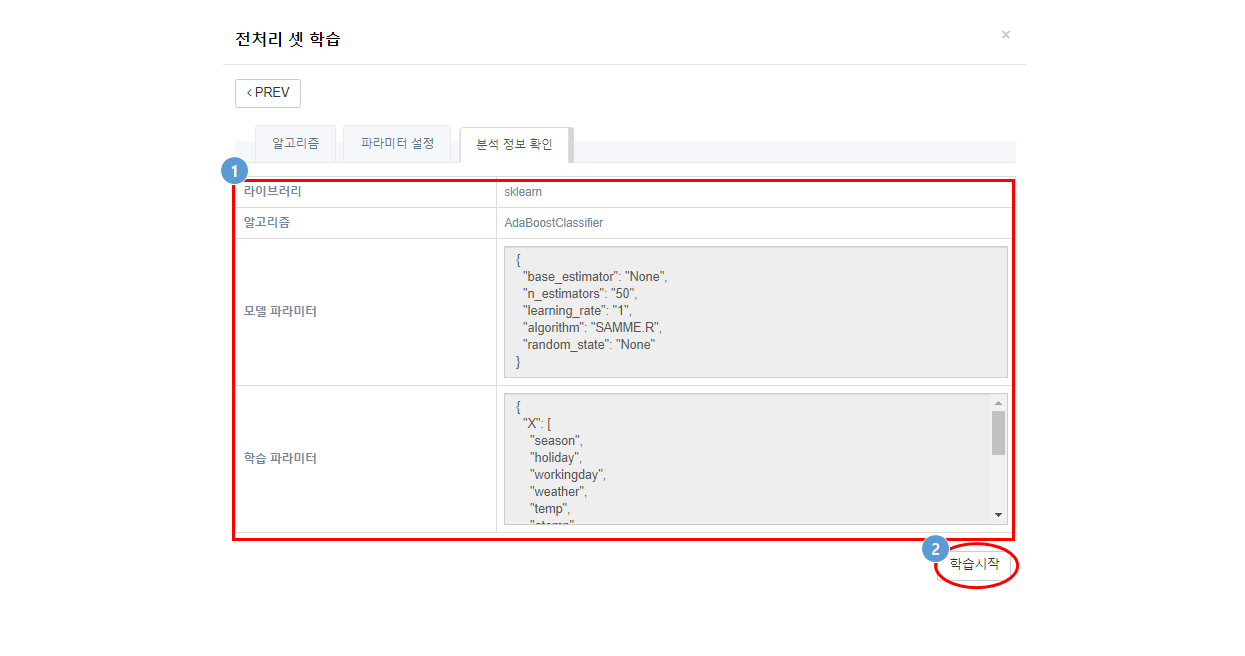 전처리 셋 학습
×
‹ PREV
알고리즘
파라미터 설정
분석 정보 확인
1
라이브러리
sklearn
알고리즘
AdaBoostClassifier
모델 파라미터
{
"base_estimator": "None",
"n_estimators": "50",
"learning_rate": "1",
"algorithm": "SAMME.R",
"random_state": "None"
}
학습 파라미터
{
"X": [
"season",
"holiday",
"workingday",
"weather",
"temp",
2
학습시작